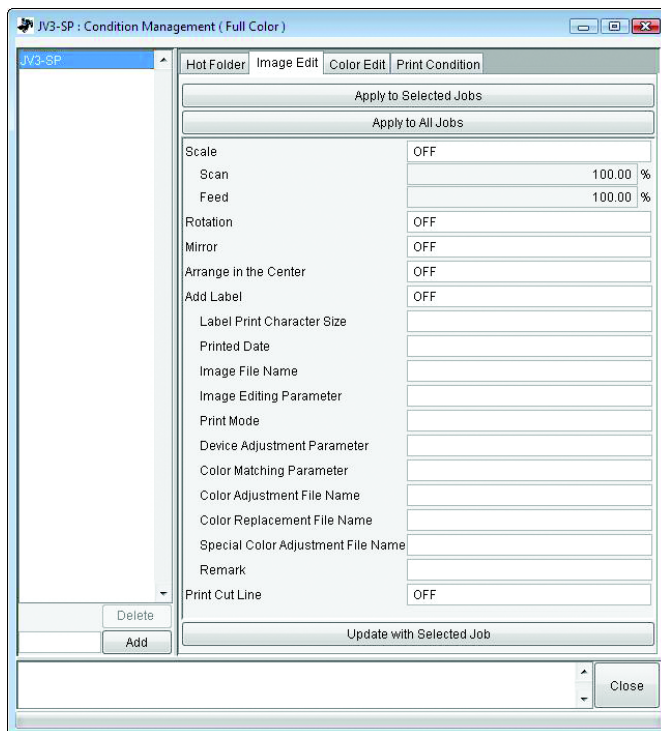 JV3-SP : Condition Management ( Full Color )
JV3-SP
Hot Folder Image Edit Color Edit Print Condition
Apply to Selected Jobs
Apply to All Jobs
Scale OFF
Scan 100.00 %
Feed 100.00 %
Rotation OFF
Mirror OFF
Arrange in the Center OFF
Add Label OFF
Label Print Character Size
Printed Date
Image File Name
Image Editing Parameter
Print Mode
Device Adjustment Parameter
Color Matching Parameter
Color Adjustment File Name
Color Replacement File Name
Special Color Adjustment File Name
Remark
Print Cut Line OFF
Delete
Add
Update with Selected Job
Close